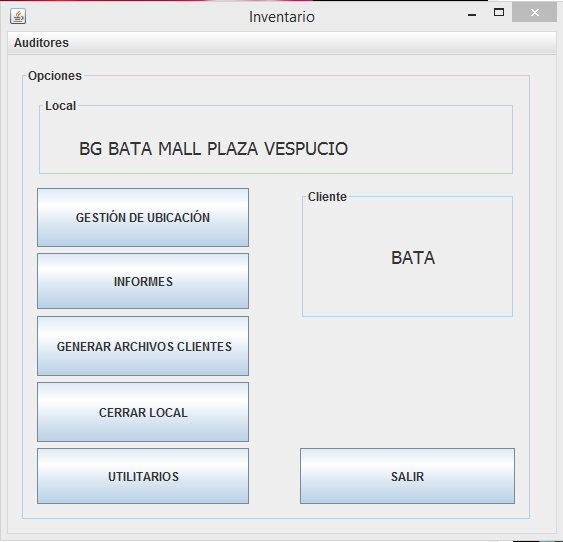 Inventario
Auditores
Opciones
Local
BG BATA MALL PLAZA VESPUCIO
GESTIÓN DE UBICACIÓN
Cliente
BATA
INFORMES
GENERAR ARCHIVOS CLIENTES
CERRAR LOCAL
UTILITARIOS
SALIR